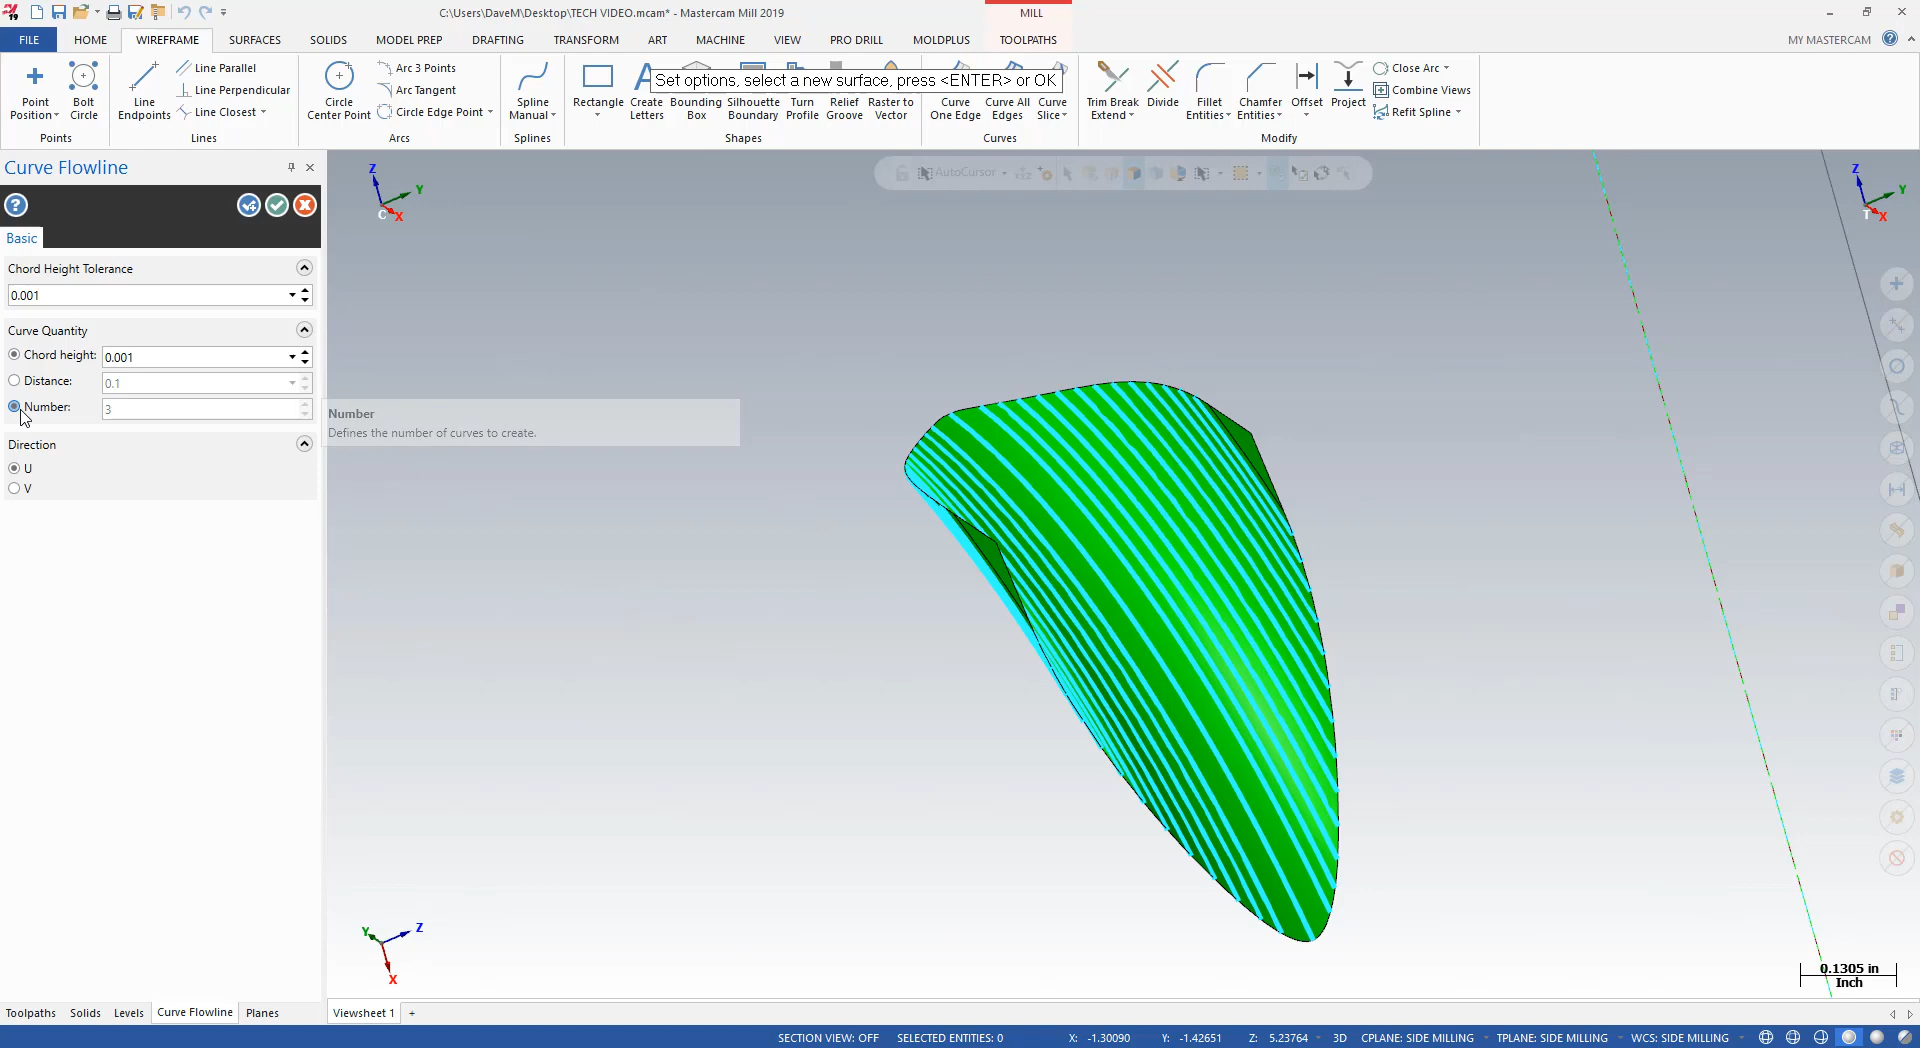 19
C:\Users\DaveM\Desktop\TECH VIDEO.mcam* - Mastercam Mill 2019
MILL
FILE HOME WIREFRAME SURFACES SOLIDS MODEL PREP DRAFTING TRANSFORM ART MACHINE VIEW PRO DRILL MOLDPLUS TOOLPATHS MY MASTERCAM
Point Position
Bolt Circle
Points
Line Endpoints
Line Parallel
Line Perpendicular
Line Closest
Lines
Circle Center Point
Arc 3 Points
Arc Tangent
Circle Edge Point
Arcs
Spline Manual
Splines
Set options, select a new surface, press <ENTER> or OK
Rectangle
Create Letters
Bounding Box
Silhouette Boundary
Turn Profile
Relief Groove
Raster to Vector
Shapes
Curve One Edge
Curve All Edges
Curve Slice
Curves
Trim Break Extend
Divide
Fillet Entities
Chamfer Entities
Offset
Project
Close Arc
Combine Views
Refit Spline
Modify
Curve Flowline
Basic
Chord Height Tolerance
0.001
Curve Quantity
Chord height: 0.001
Distance: 0.1
Number: 3
Direction
U
V
Number
Defines the number of curves to create.
AutoCursor
Z
Y
C X
Z
Y
T X
Y Z
X
0.1305 in
Inch
Toolpaths Solids Levels Curve Flowline Planes Viewsheet 1 +
SECTION VIEW: OFF SELECTED ENTITIES: 0 X: -1.30090 Y: -1.42651 Z: 5.23764 3D CPLANE: SIDE MILLING TPLANE: SIDE MILLING WCS: SIDE MILLING